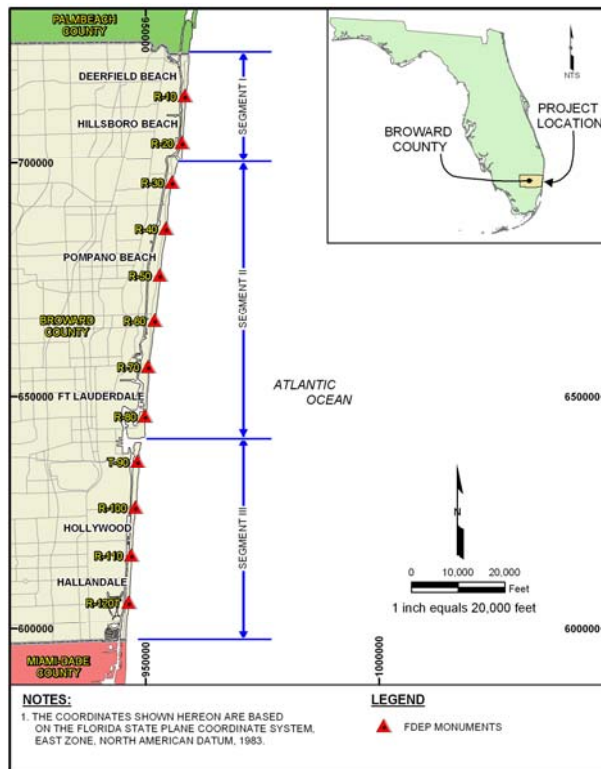 PALMBEACH
COUNTY
950000
DEERFIELD BEACH
R-10
HILLSBORO BEACH
R-20
SEGMENT I
700000
R-30
R-40
POMPANO BEACH
R-50
SEGMENT II
BROWARD
COUNTY
R-60
R-70
650000
FT LAUDERDALE
R-80
T-90
R-100
HOLLYWOOD
SEGMENT III
R-110
HALLANDALE
R-120T
600000
MIAMI-DADE
COUNTY
950000
1000000
NTS
PROJECT
LOCATION
BROWARD
COUNTY
ATLANTIC
OCEAN
650000
N
0 10,000 20,000
Feet
1 inch equals 20,000 feet
600000
NOTES:
1. THE COORDINATES SHOWN HEREON ARE BASED
ON THE FLORIDA STATE PLANE COORDINATE SYSTEM,
EAST ZONE, NORTH AMERICAN DATUM, 1983.
LEGEND
FDEP MONUMENTS